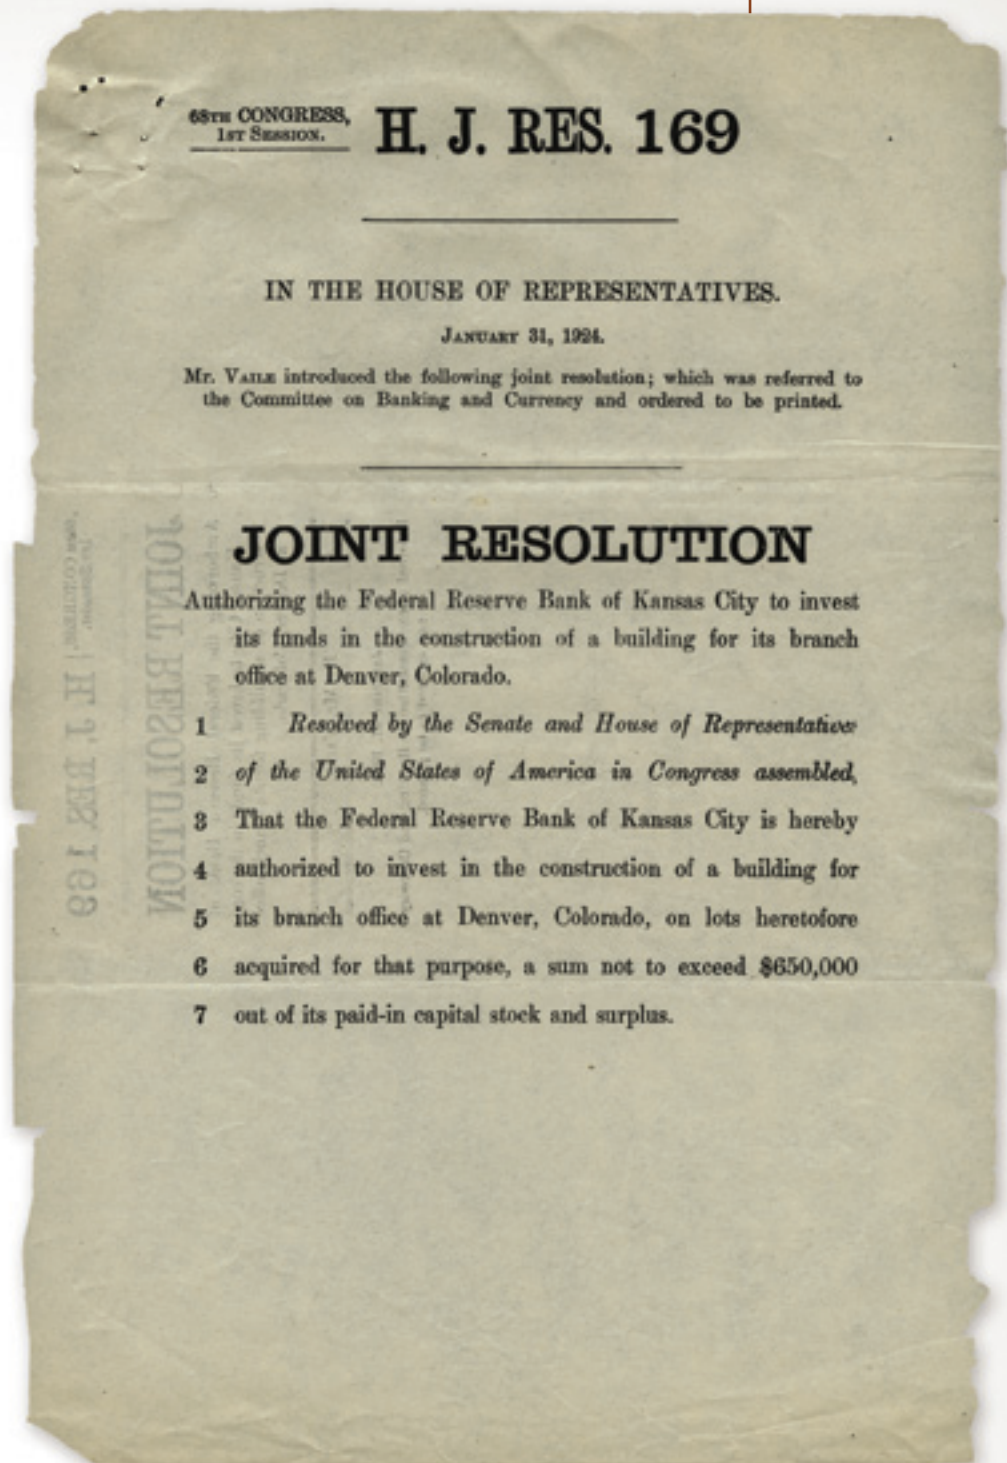 68TH CONGRESS,
1ST SESSION.
H. J. RES. 169
IN THE HOUSE OF REPRESENTATIVES.
JANUARY 31, 1924.
Mr. VAILE introduced the following joint resolution; which was referred to
the Committee on Banking and Currency and ordered to be printed.
JOINT RESOLUTION
Authorizing the Federal Reserve Bank of Kansas City to invest
its funds in the construction of a building for its branch
office at Denver, Colorado.
1 Resolved by the Senate and House of Representatives
2 of the United States of America in Congress assembled,
3 That the Federal Reserve Bank of Kansas City is hereby
4 authorized to invest in the construction of a building for
5 its branch office at Denver, Colorado, on lots heretofore
6 acquired for that purpose, a sum not to exceed $650,000
7 out of its paid-in capital stock and surplus.
H. J. RES. 169
JOINT RESOLUTION